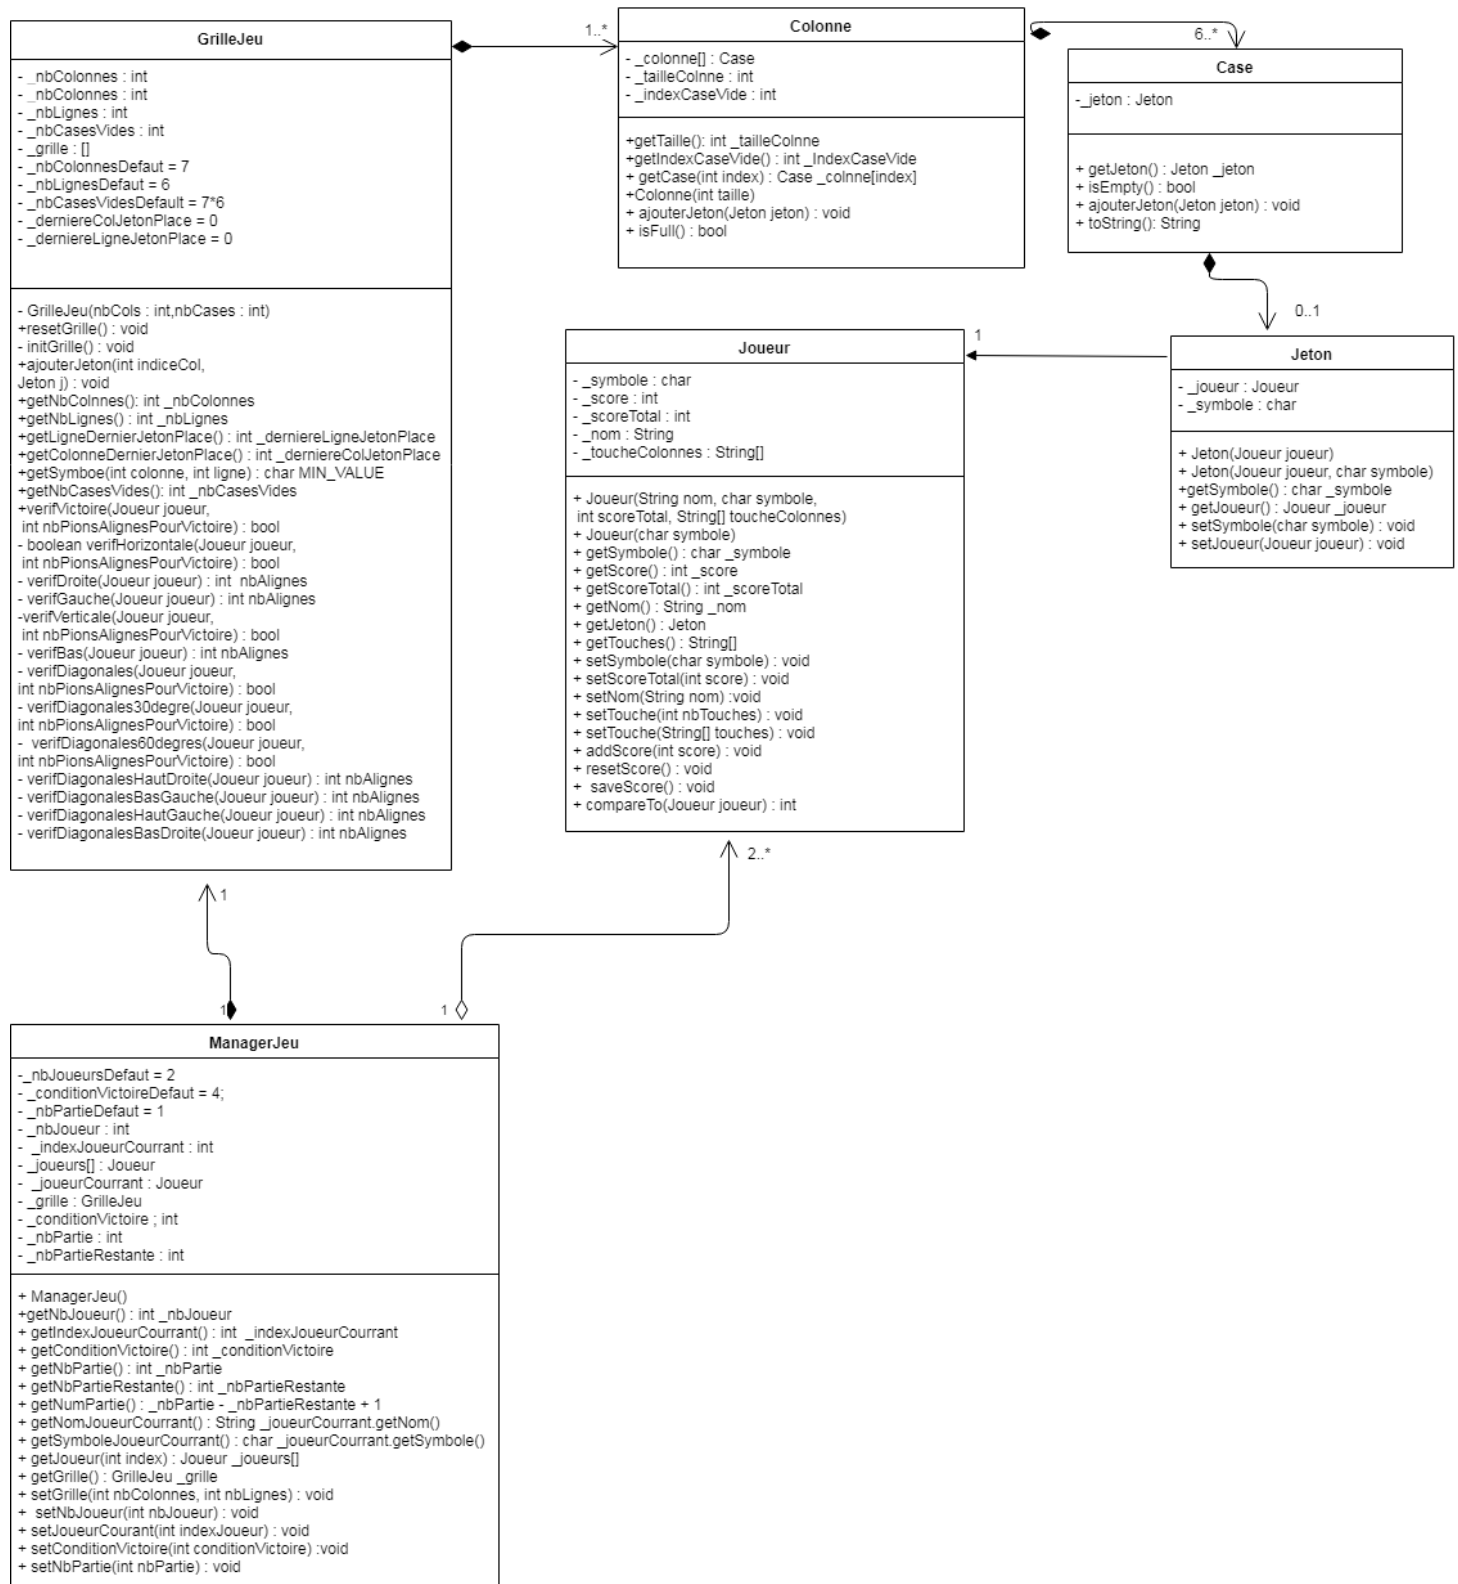 GrilleJeu
- _nbColonnes : int
- _nbColonnes : int
- _nbLignes : int
- _nbCasesVides : int
- _grille : []
- _nbColonnesDefaut = 7
- _nbLignesDefaut = 6
- _nbCasesVidesDefault = 7*6
- _derniereColJetonPlace = 0
- _derniereLigneJetonPlace = 0
- GrilleJeu(nbCols : int,nbCases : int)
+resetGrille() : void
- initGrille() : void
+ajouterJeton(int indiceCol,
Jeton j) : void
+getNbColnnes(): int _nbColonnes
+getNbLignes() : int _nbLignes
+getLigneDernierJetonPlace() : int _derniereLigneJetonPlace
+getColonneDernierJetonPlace() : int _derniereColJetonPlace
+getSymboe(int colonne, int ligne) : char MIN_VALUE
+getNbCasesVides(): int _nbCasesVides
+verifVictoire(Joueur joueur,
int nbPionsAlignesPourVictoire) : bool
- boolean verifHorizontale(Joueur joueur,
int nbPionsAlignesPourVictoire) : bool
- verifDroite(Joueur joueur) : int nbAlignes
- verifGauche(Joueur joueur) : int nbAlignes
-verifVerticale(Joueur joueur,
int nbPionsAlignesPourVictoire) : bool
- verifBas(Joueur joueur) : int nbAlignes
- verifDiagonales(Joueur joueur,
int nbPionsAlignesPourVictoire) : bool
- verifDiagonales30degre(Joueur joueur,
int nbPionsAlignesPourVictoire) : bool
- verifDiagonales60degres(Joueur joueur,
int nbPionsAlignesPourVictoire) : bool
- verifDiagonalesHautDroite(Joueur joueur) : int nbAlignes
- verifDiagonalesBasGauche(Joueur joueur) : int nbAlignes
- verifDiagonalesHautGauche(Joueur joueur) : int nbAlignes
- verifDiagonalesBasDroite(Joueur joueur) : int nbAlignes
1..*
Colonne
- _colonne[] : Case
- _tailleColnne : int
- _indexCaseVide : int
+getTaille(): int _tailleColnne
+getIndexCaseVide() : int _IndexCaseVide
+ getCase(int index) : Case _colnne[index]
+Colonne(int taille)
+ ajouterJeton(Jeton jeton) : void
+ isFull() : bool
6..*
Case
-_jeton : Jeton
+ getJeton() : Jeton _jeton
+ isEmpty() : bool
+ ajouterJeton(Jeton jeton) : void
+ toString(): String
0..1
Jeton
- _joueur : Joueur
- _symbole : char
+ Jeton(Joueur joueur)
+ Jeton(Joueur joueur, char symbole)
+getSymbole() : char _symbole
+ getJoueur() : Joueur _joueur
+ setSymbole(char symbole) : void
+ setJoueur(Joueur joueur) : void
1
Joueur
- _symbole : char
- _score : int
- _scoreTotal : int
- _nom : String
- _toucheColonnes : String[]
+ Joueur(String nom, char symbole,
int scoreTotal, String[] toucheColonnes)
+ Joueur(char symbole)
+ getSymbole() : char _symbole
+ getScore() : int _score
+ getScoreTotal() : int _scoreTotal
+ getNom() : String _nom
+ getJeton() : Jeton
+ getTouches() : String[]
+ setSymbole(char symbole) : void
+ setScoreTotal(int score) : void
+ setNom(String nom) :void
+ setTouche(int nbTouches) : void
+ setTouche(String[] touches) : void
+ addScore(int score) : void
+ resetScore() : void
+ saveScore() : void
+ compareTo(Joueur joueur) : int
2..*
1
1
1
ManagerJeu
-_nbJoueursDefaut = 2
- _conditionVictoireDefaut = 4;
- _nbPartieDefaut = 1
- _nbJoueur : int
- _indexJoueurCourrant : int
- _joueurs[] : Joueur
- _joueurCourrant : Joueur
- _grille : GrilleJeu
- _conditionVictoire ; int
- _nbPartie : int
- _nbPartieRestante : int
+ ManagerJeu()
+getNbJoueur() : int _nbJoueur
+ getIndexJoueurCourrant() : int _indexJoueurCourrant
+ getConditionVictoire() : int _conditionVictoire
+ getNbPartie() : int _nbPartie
+ getNbPartieRestante() : int _nbPartieRestante
+ getNumPartie() : _nbPartie - _nbPartieRestante + 1
+ getNomJoueurCourrant() : String _joueurCourrant.getNom()
+ getSymboleJoueurCourrant() : char _joueurCourrant.getSymbole()
+ getJoueur(int index) : Joueur _joueurs[]
+ getGrille() : GrilleJeu _grille
+ setGrille(int nbColonnes, int nbLignes) : void
+ setNbJoueur(int nbJoueur) : void
+ setJoueurCourant(int indexJoueur) : void
+ setConditionVictoire(int conditionVictoire) :void
+ setNbPartie(int nbPartie) : void